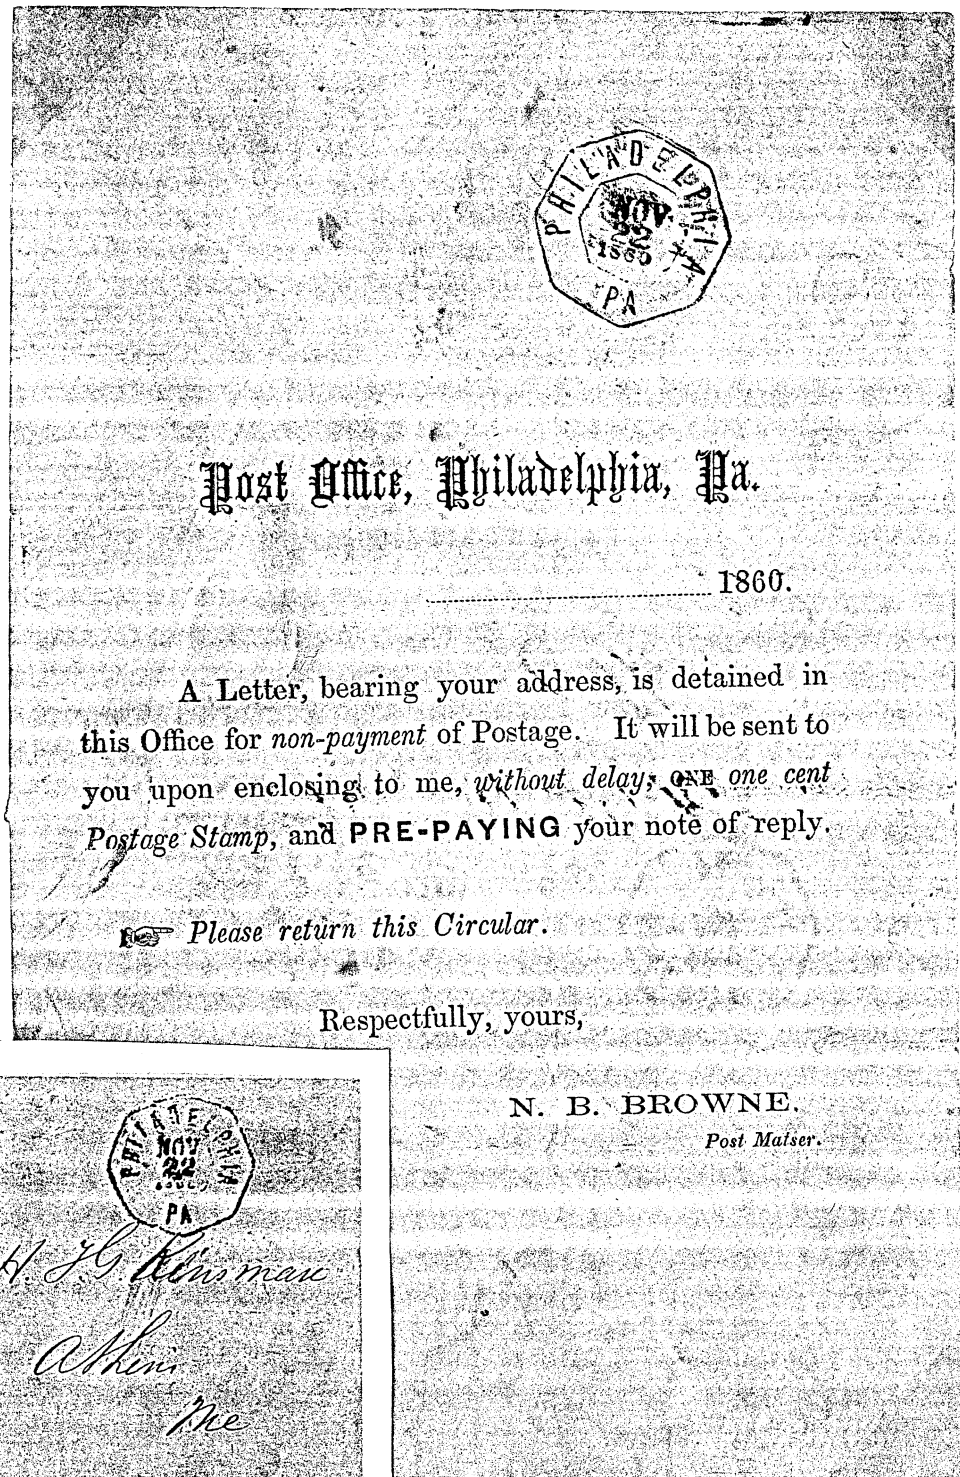 PHILADELPHIA
NOV.
22
1860
PA
Post Office, Philadelphia, Pa.
1860.
A Letter, bearing your address, is detained in
this Office for non-payment of Postage. It will be sent to
you upon enclosing to me, without delay, ONE one cent
Postage Stamp, and PRE-PAYING your note of reply.
Please return this Circular.
Respectfully, yours,
N. B. BROWNE,
Post Matser.
PHILADELPHIA
NOV
22
1860
PA
H. J. G. Kinsman
Athens
Me